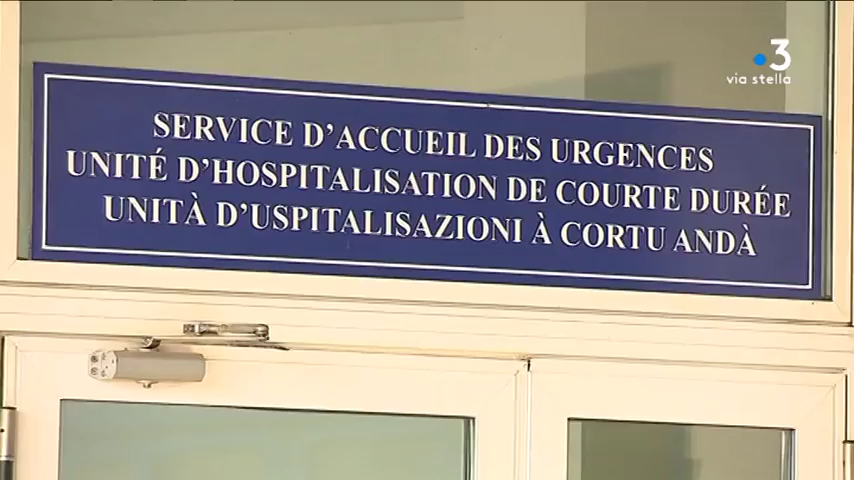 3
via stella
SERVICE D'ACCUEIL DES URGENCES
UNITÉ D'HOSPITALISATION DE COURTE DURÉE
UNITÀ D'USPITALISAZIONI À CORTU ANDÀ